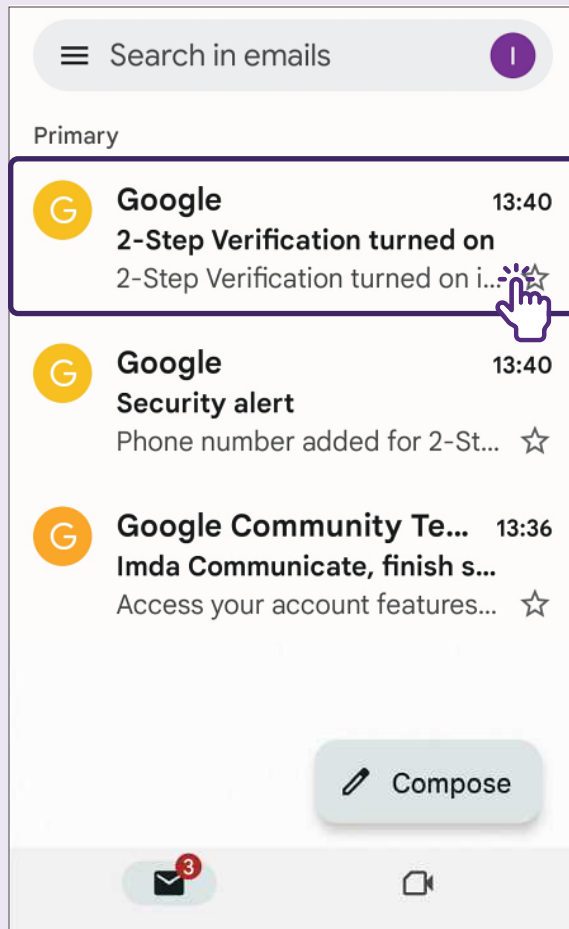 Search in emails
I
Primary
G
Google 13:40
2-Step Verification turned on
2-Step Verification turned on i...
G
Google 13:40
Security alert
Phone number added for 2-St...
G
Google Community Te... 13:36
Imda Communicate, finish s...
Access your account features...
Compose
3